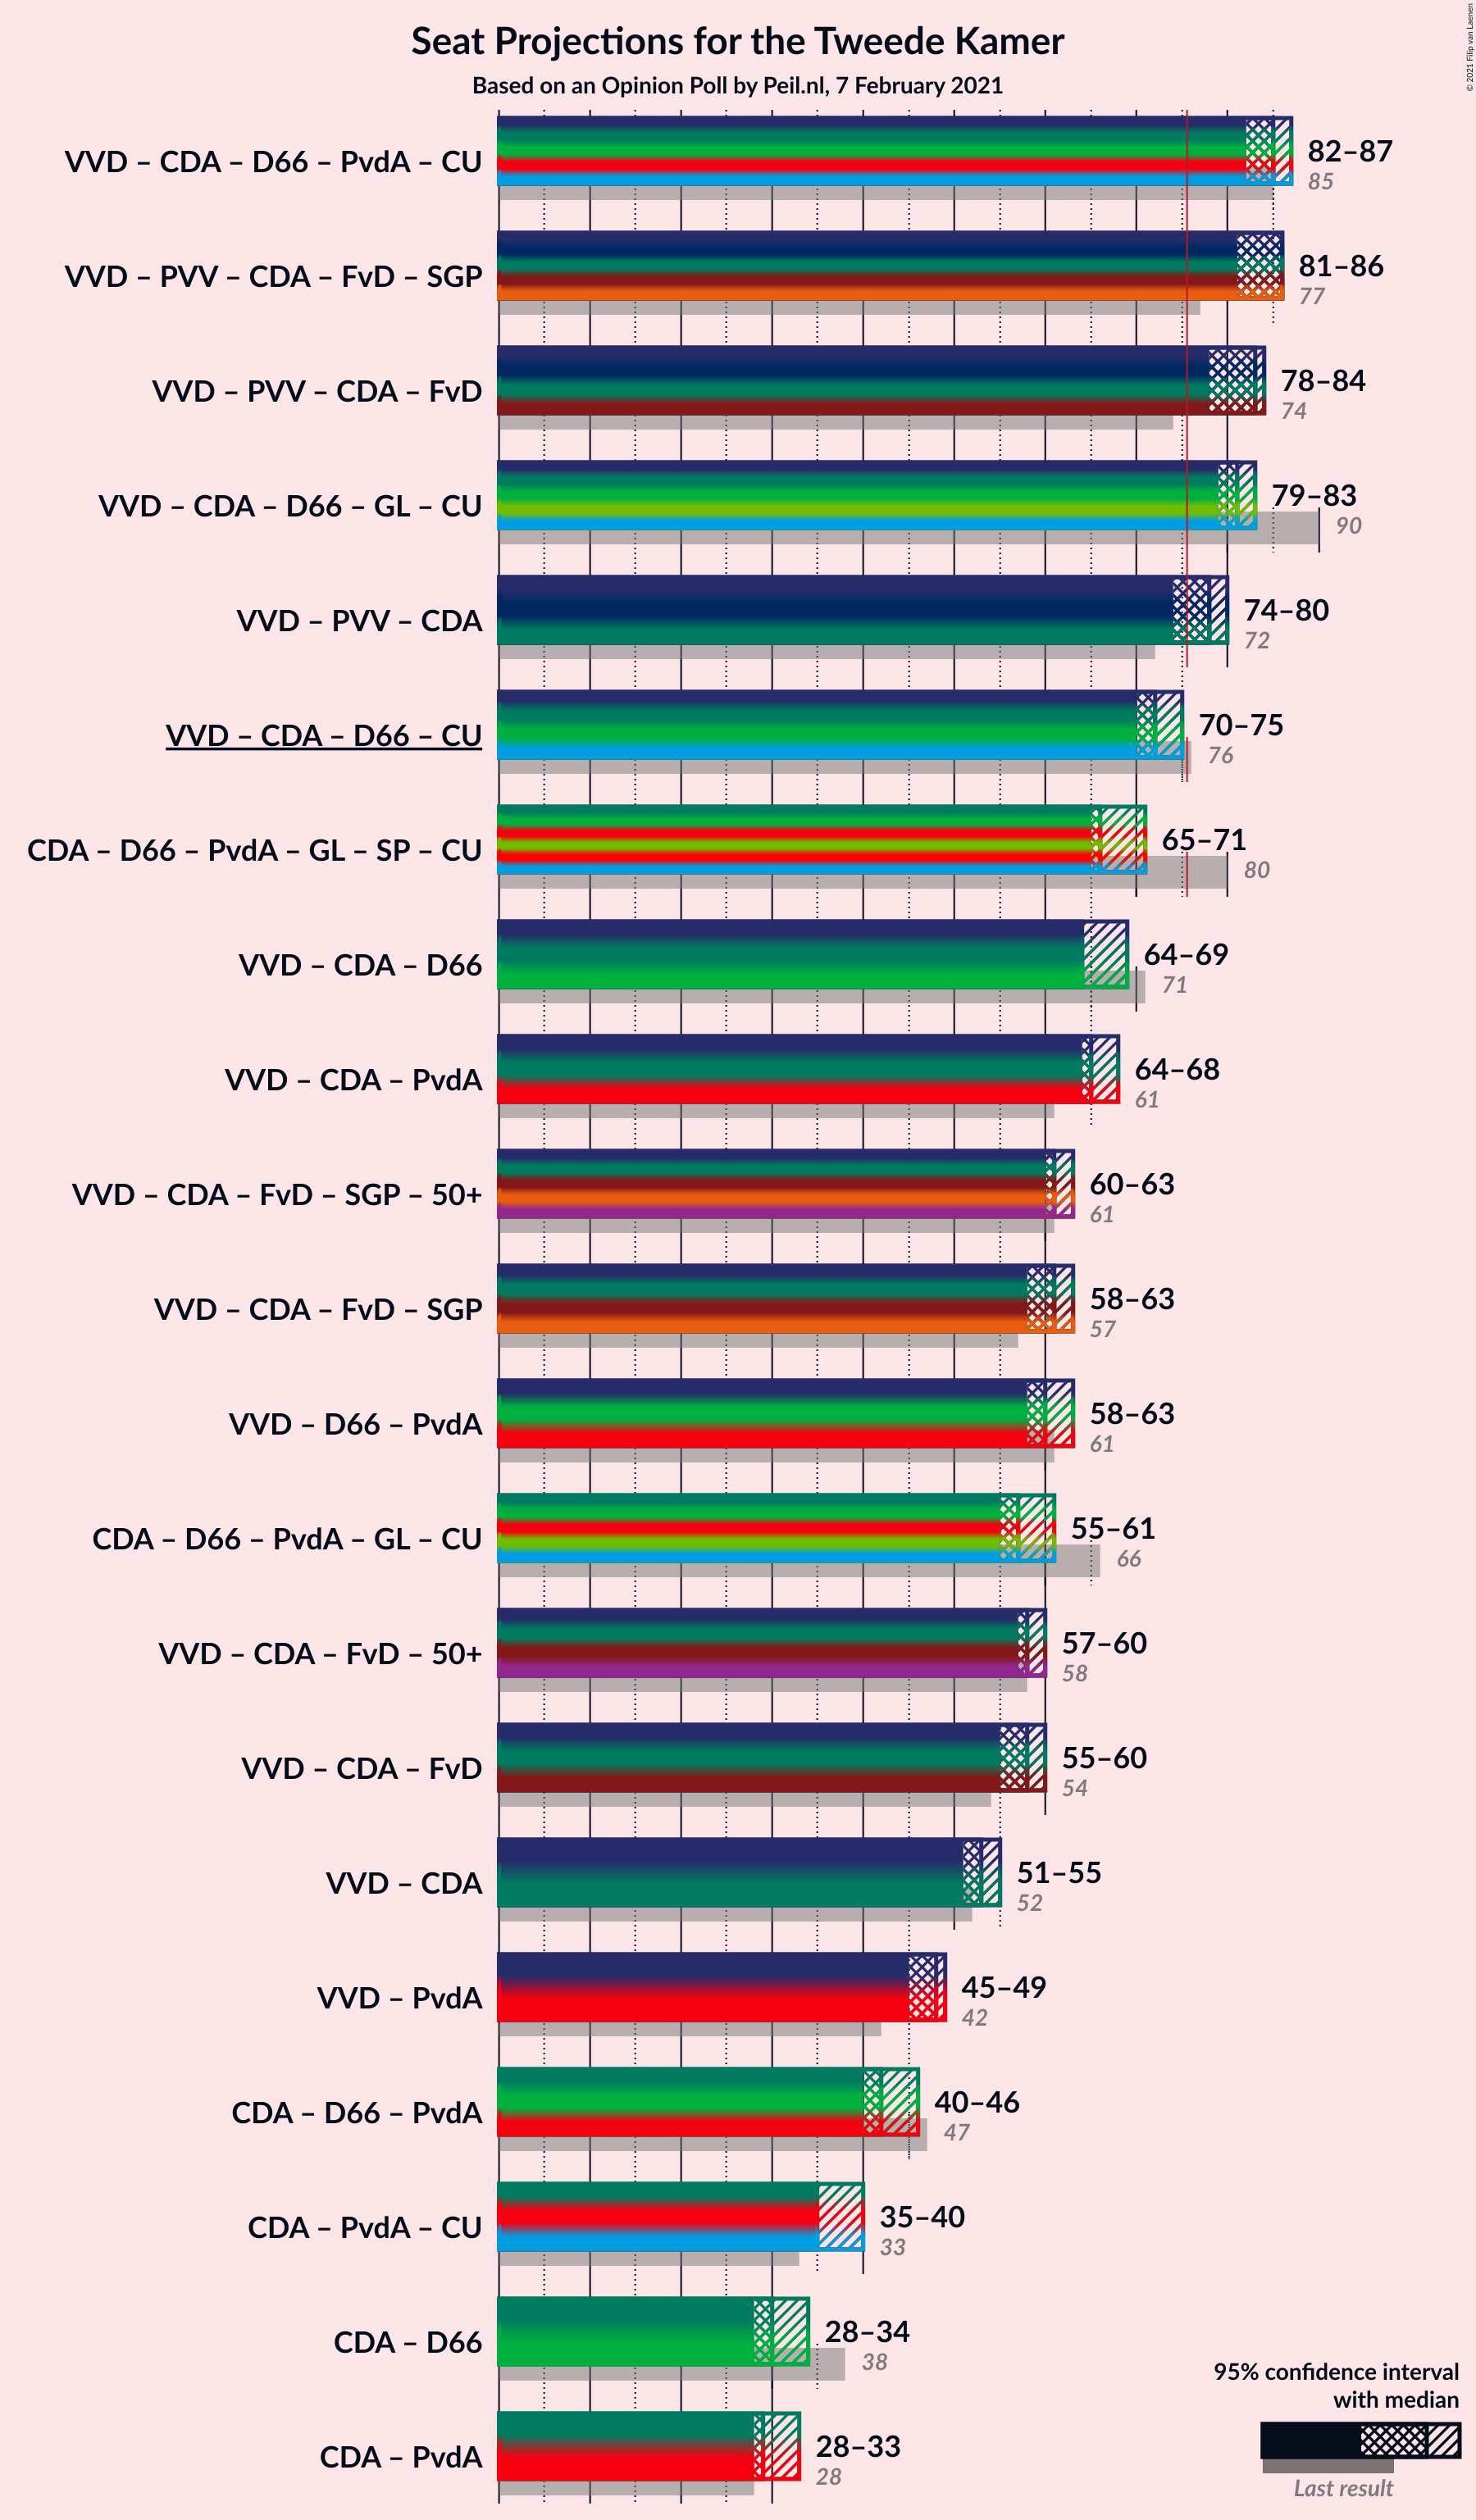 Seat Projections for the Tweede Kamer
Based on an Opinion Poll by Peil.nl, 7 February 2021
© 2021 Filip van Laenen
VVD – CDA – D66 – PvdA – CU
82–87
85
VVD – PVV – CDA – FvD – SGP
81–86
77
VVD – PVV – CDA – FvD
78–84
74
VVD – CDA – D66 – GL – CU
79–83
90
VVD – PVV – CDA
74–80
72
VVD – CDA – D66 – CU
70–75
76
CDA – D66 – PvdA – GL – SP – CU
65–71
80
VVD – CDA – D66
64–69
71
VVD – CDA – PvdA
64–68
61
VVD – CDA – FvD – SGP – 50+
60–63
61
VVD – CDA – FvD – SGP
58–63
57
VVD – D66 – PvdA
58–63
61
CDA – D66 – PvdA – GL – CU
55–61
66
VVD – CDA – FvD – 50+
57–60
58
VVD – CDA – FvD
55–60
54
VVD – CDA
51–55
52
VVD – PvdA
45–49
42
CDA – D66 – PvdA
40–46
47
CDA – PvdA – CU
35–40
33
CDA – D66
28–34
38
CDA – PvdA
28–33
28
95% confidence interval
with median
Last result